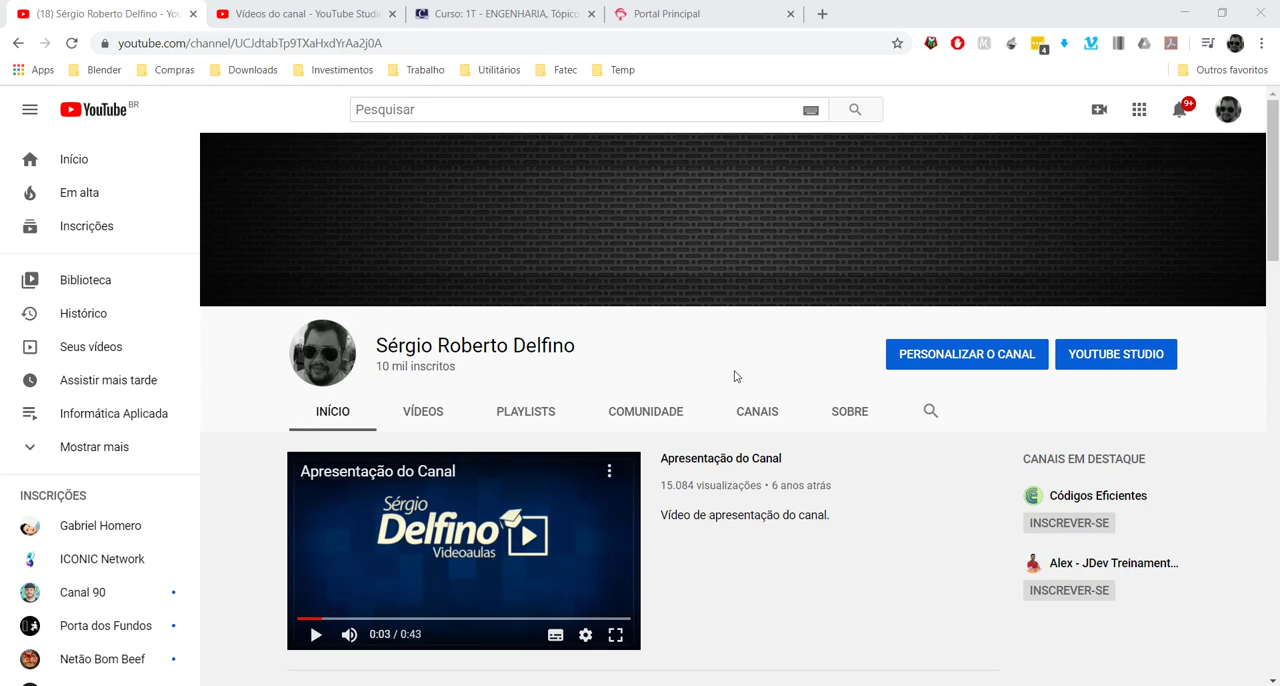 (18) Sérgio Roberto Delfino - You
Vídeos do canal - YouTube Studi
Curso: 1T - ENGENHARIA, Tópico
Portal Principal
youtube.com/channel/UCJdtabTp9TXaHxdYrAa2j0A
4
Apps
Blender
Compras
Downloads
Investimentos
Trabalho
Utilitários
Fatec
Temp
Outros favoritos
YouTube BR
Pesquisar
9+
Início
Em alta
Inscrições
Biblioteca
Histórico
Seus vídeos
Assistir mais tarde
Informática Aplicada
Mostrar mais
INSCRIÇÕES
Gabriel Homero
ICONIC Network
Canal 90
Porta dos Fundos
Netão Bom Beef
Sérgio Roberto Delfino
10 mil inscritos
PERSONALIZAR O CANAL
YOUTUBE STUDIO
INÍCIO
VÍDEOS
PLAYLISTS
COMUNIDADE
CANAIS
SOBRE
Apresentação do Canal
Sérgio
Delfino
Videoaulas
0:03 / 0:43
Apresentação do Canal
15.084 visualizações • 6 anos atrás
Vídeo de apresentação do canal.
CANAIS EM DESTAQUE
Códigos Eficientes
INSCREVER-SE
Alex - JDev Treinament...
INSCREVER-SE